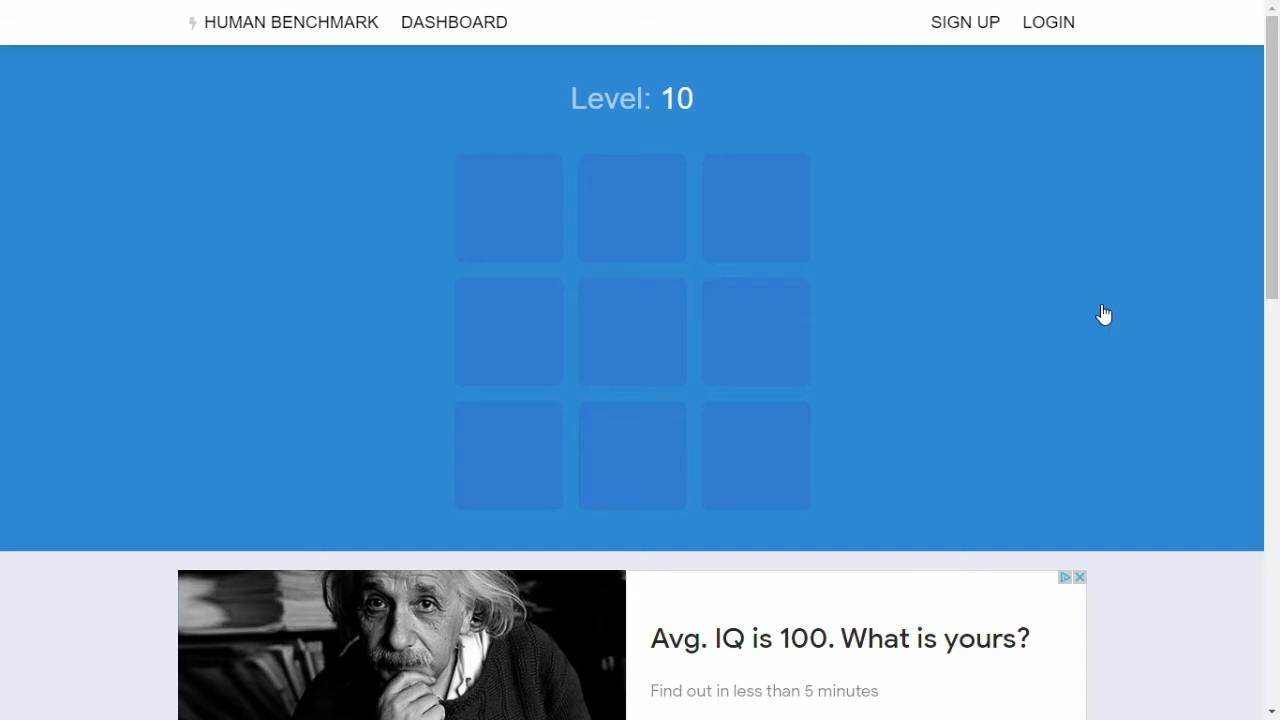 HUMAN BENCHMARK DASHBOARD SIGN UP LOGIN
Level: 10
Avg. IQ is 100. What is yours?
Find out in less than 5 minutes